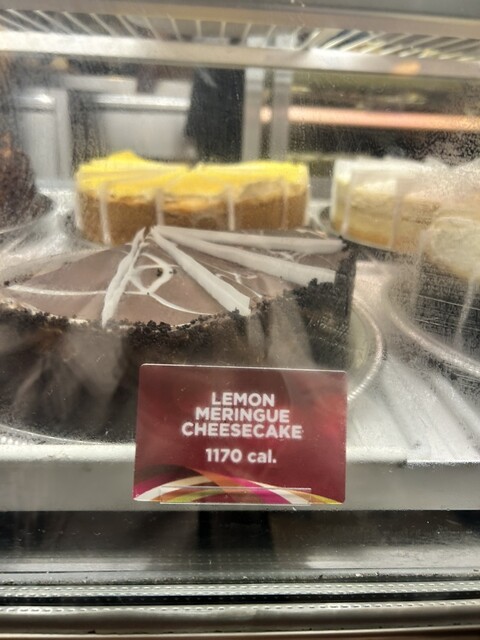 LEMON
MERINGUE
CHEESECAKE
1170 cal.